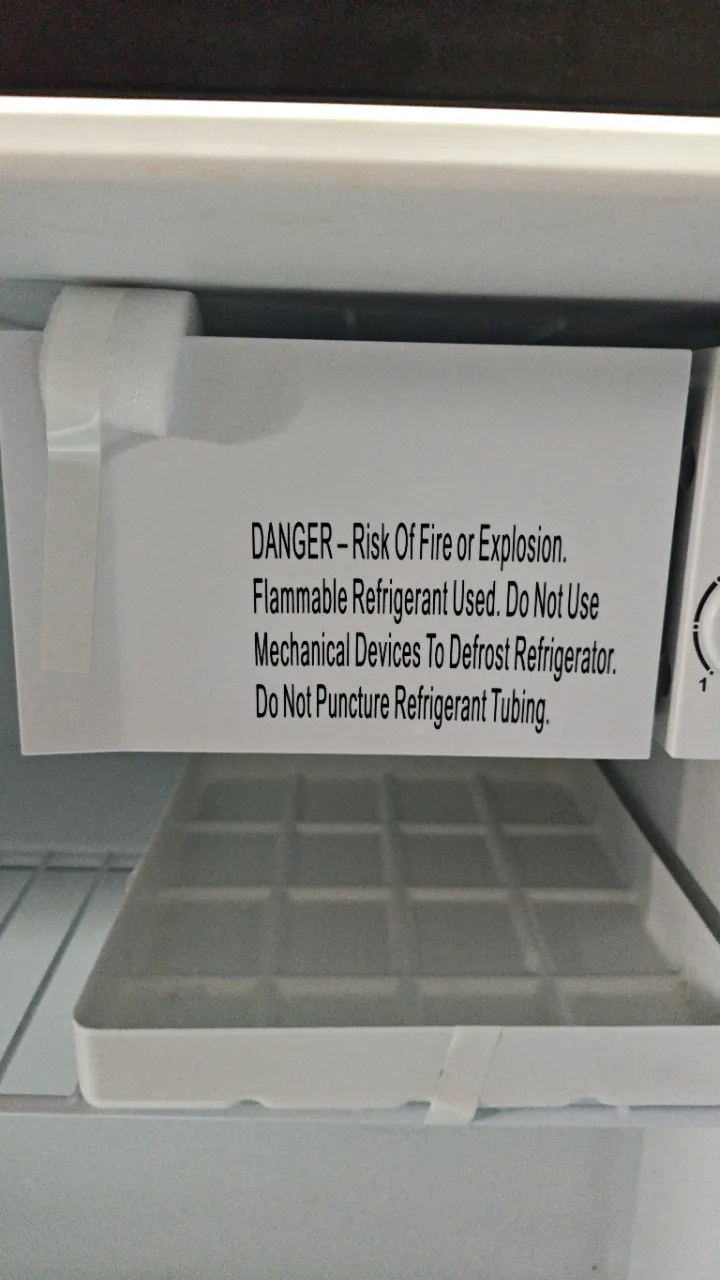 DANGER – Risk Of Fire or Explosion.
Flammable Refrigerant Used. Do Not Use
Mechanical Devices To Defrost Refrigerator.
Do Not Puncture Refrigerant Tubing.
1